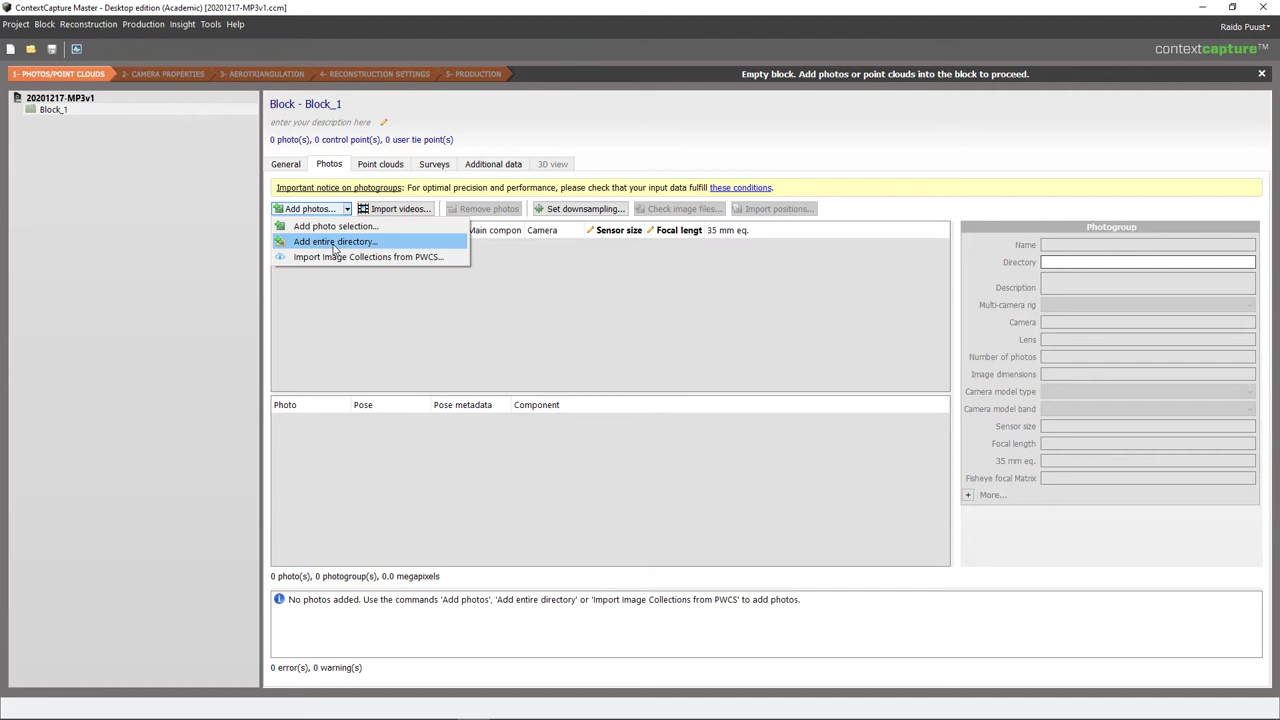 ContextCapture Master - Desktop edition (Academic) [20201217-MP3v1.ccm]
Project Block Reconstruction Production Insight Tools Help
Raido Puust
contextcapture™
1- PHOTOS/POINT CLOUDS 2- CAMERA PROPERTIES 3- AEROTRIANGULATION 4- RECONSTRUCTION SETTINGS 5- PRODUCTION
Empty block. Add photos or point clouds into the block to proceed.
20201217-MP3v1
Block_1
Block - Block_1
enter your description here
0 photo(s), 0 control point(s), 0 user tie point(s)
General Photos Point clouds Surveys Additional data 3D view
Important notice on photogroups: For optimal precision and performance, please check that your input data fulfill these conditions.
Add photos... Import videos... Remove photos Set downsampling... Check image files... Import positions...
Add photo selection...
Add entire directory...
Import Image Collections from PWCS...
Main compon Camera Sensor size Focal lengt 35 mm eq.
Photo Pose Pose metadata Component
0 photo(s), 0 photogroup(s), 0.0 megapixels
No photos added. Use the commands 'Add photos', 'Add entire directory' or 'Import Image Collections from PWCS' to add photos.
0 error(s), 0 warning(s)
Photogroup
Name
Directory
Description
Multi-camera rig
Camera
Lens
Number of photos
Image dimensions
Camera model type
Camera model band
Sensor size
Focal length
35 mm eq.
Fisheye focal Matrix
+ More...